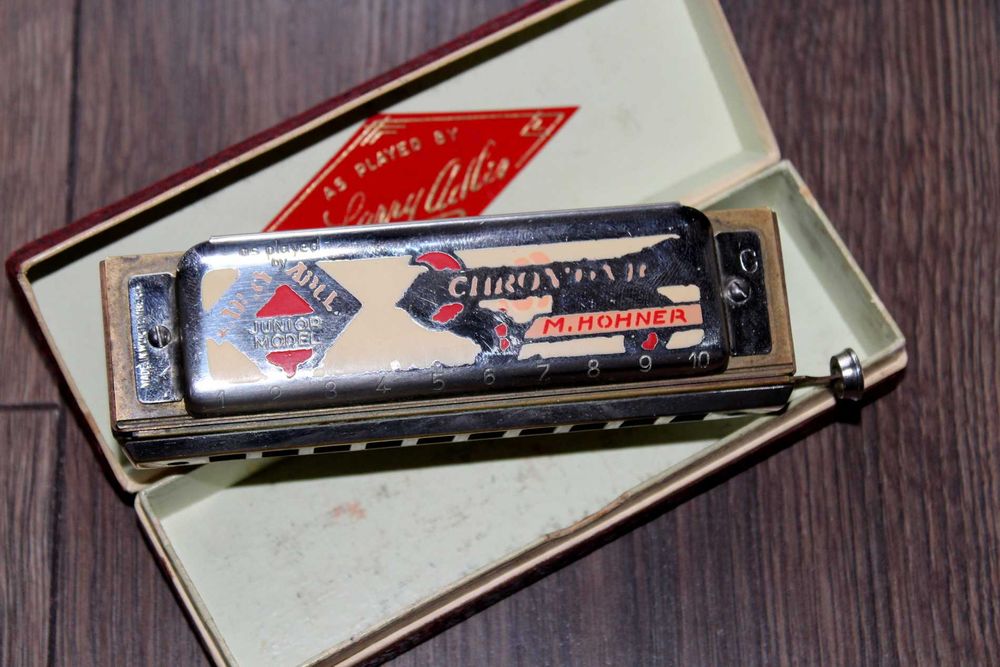 AS PLAYED BY
Larry Adler
as played
by
JUNIOR
MODEL
M. HOHNER
C
1 2 3 4 5 6 7 8 9 10